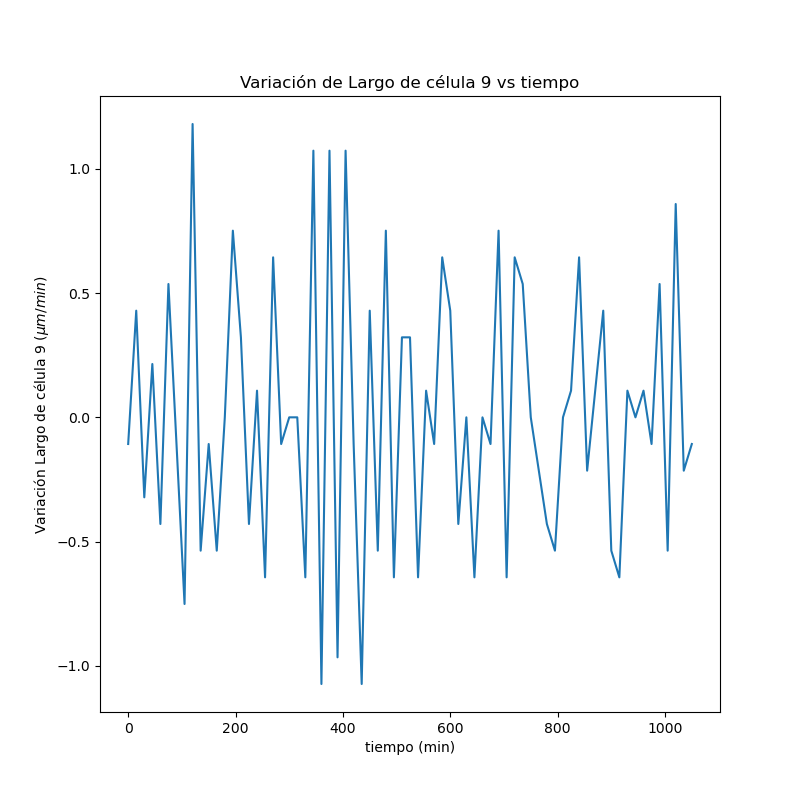 Variación de Largo de célula 9 vs tiempo
Variación Largo de célula 9 (μm/min)
1.0
0.5
0.0
−0.5
−1.0
0 200 400 600 800 1000
tiempo (min)